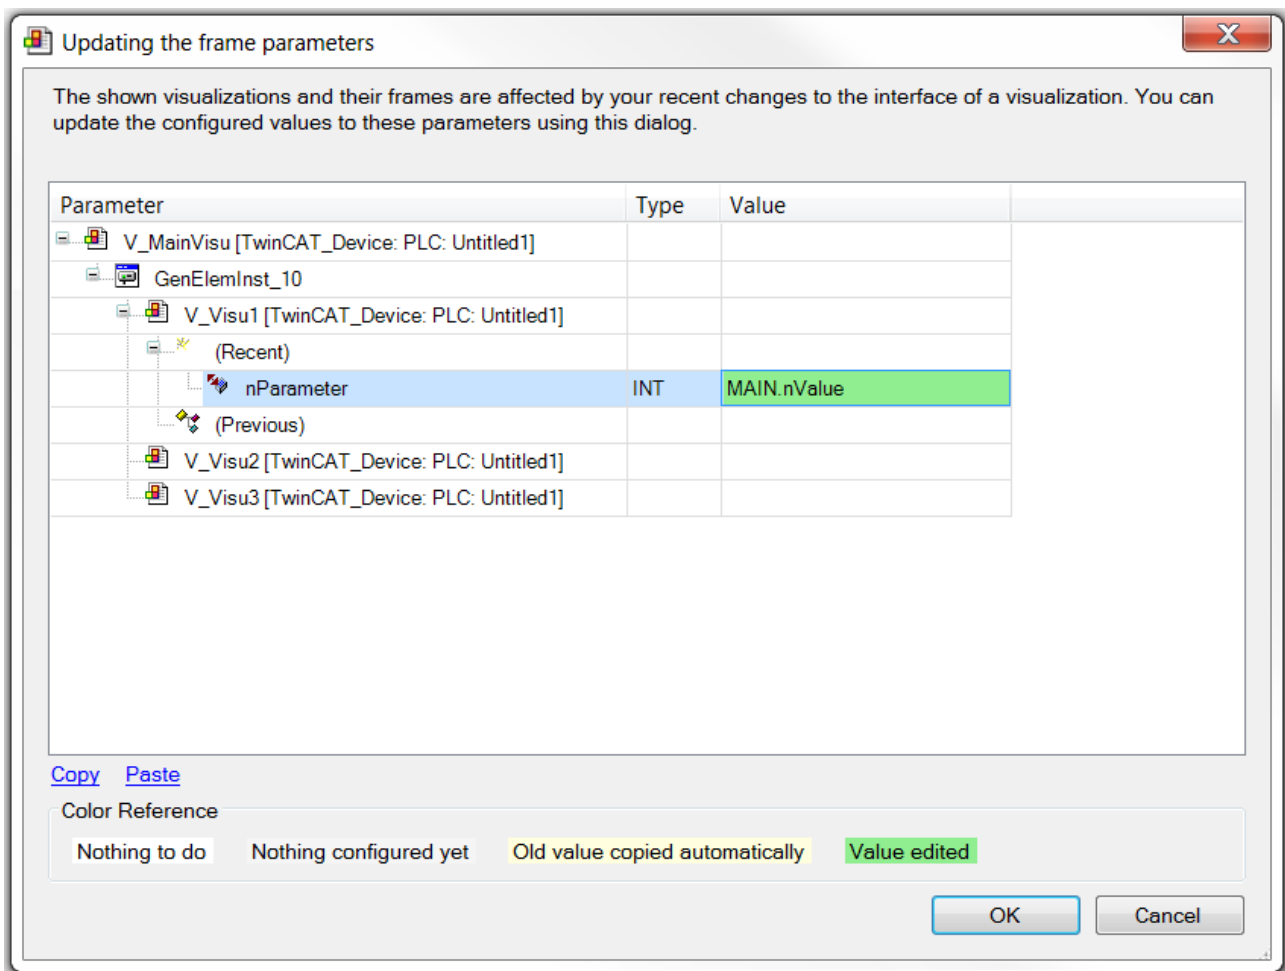 Updating the frame parameters
The shown visualizations and their frames are affected by your recent changes to the interface of a visualization. You can
update the configured values to these parameters using this dialog.
Parameter Type Value
V_MainVisu [TwinCAT_Device: PLC: Untitled1]
GenElemInst_10
V_Visu1 [TwinCAT_Device: PLC: Untitled1]
(Recent)
nParameter INT MAIN.nValue
(Previous)
V_Visu2 [TwinCAT_Device: PLC: Untitled1]
V_Visu3 [TwinCAT_Device: PLC: Untitled1]
Copy Paste
Color Reference
Nothing to do Nothing configured yet Old value copied automatically Value edited
OK Cancel